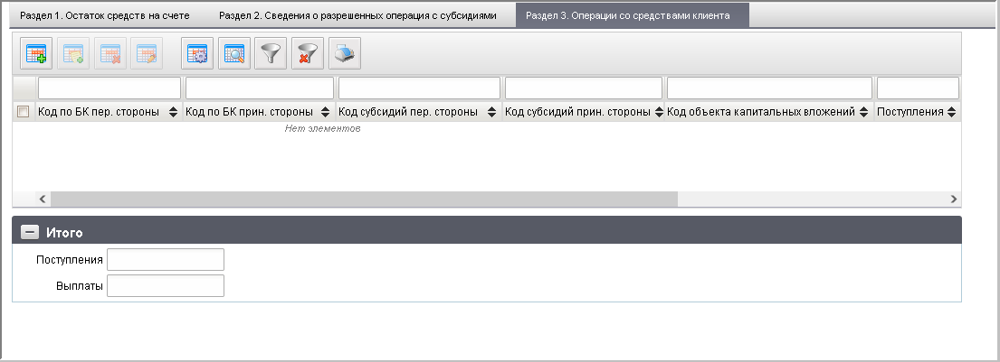 Раздел 1. Остаток средств на счете Раздел 2. Сведения о разрешенных операция с субсидиями Раздел 3. Операции со средствами клиента
Код по БК пер. стороны Код по БК прин. стороны Код субсидий пер. стороны Код субсидий прин. стороны Код объекта капитальных вложений Поступления
Нет элементов
Итого
Поступления
Выплаты